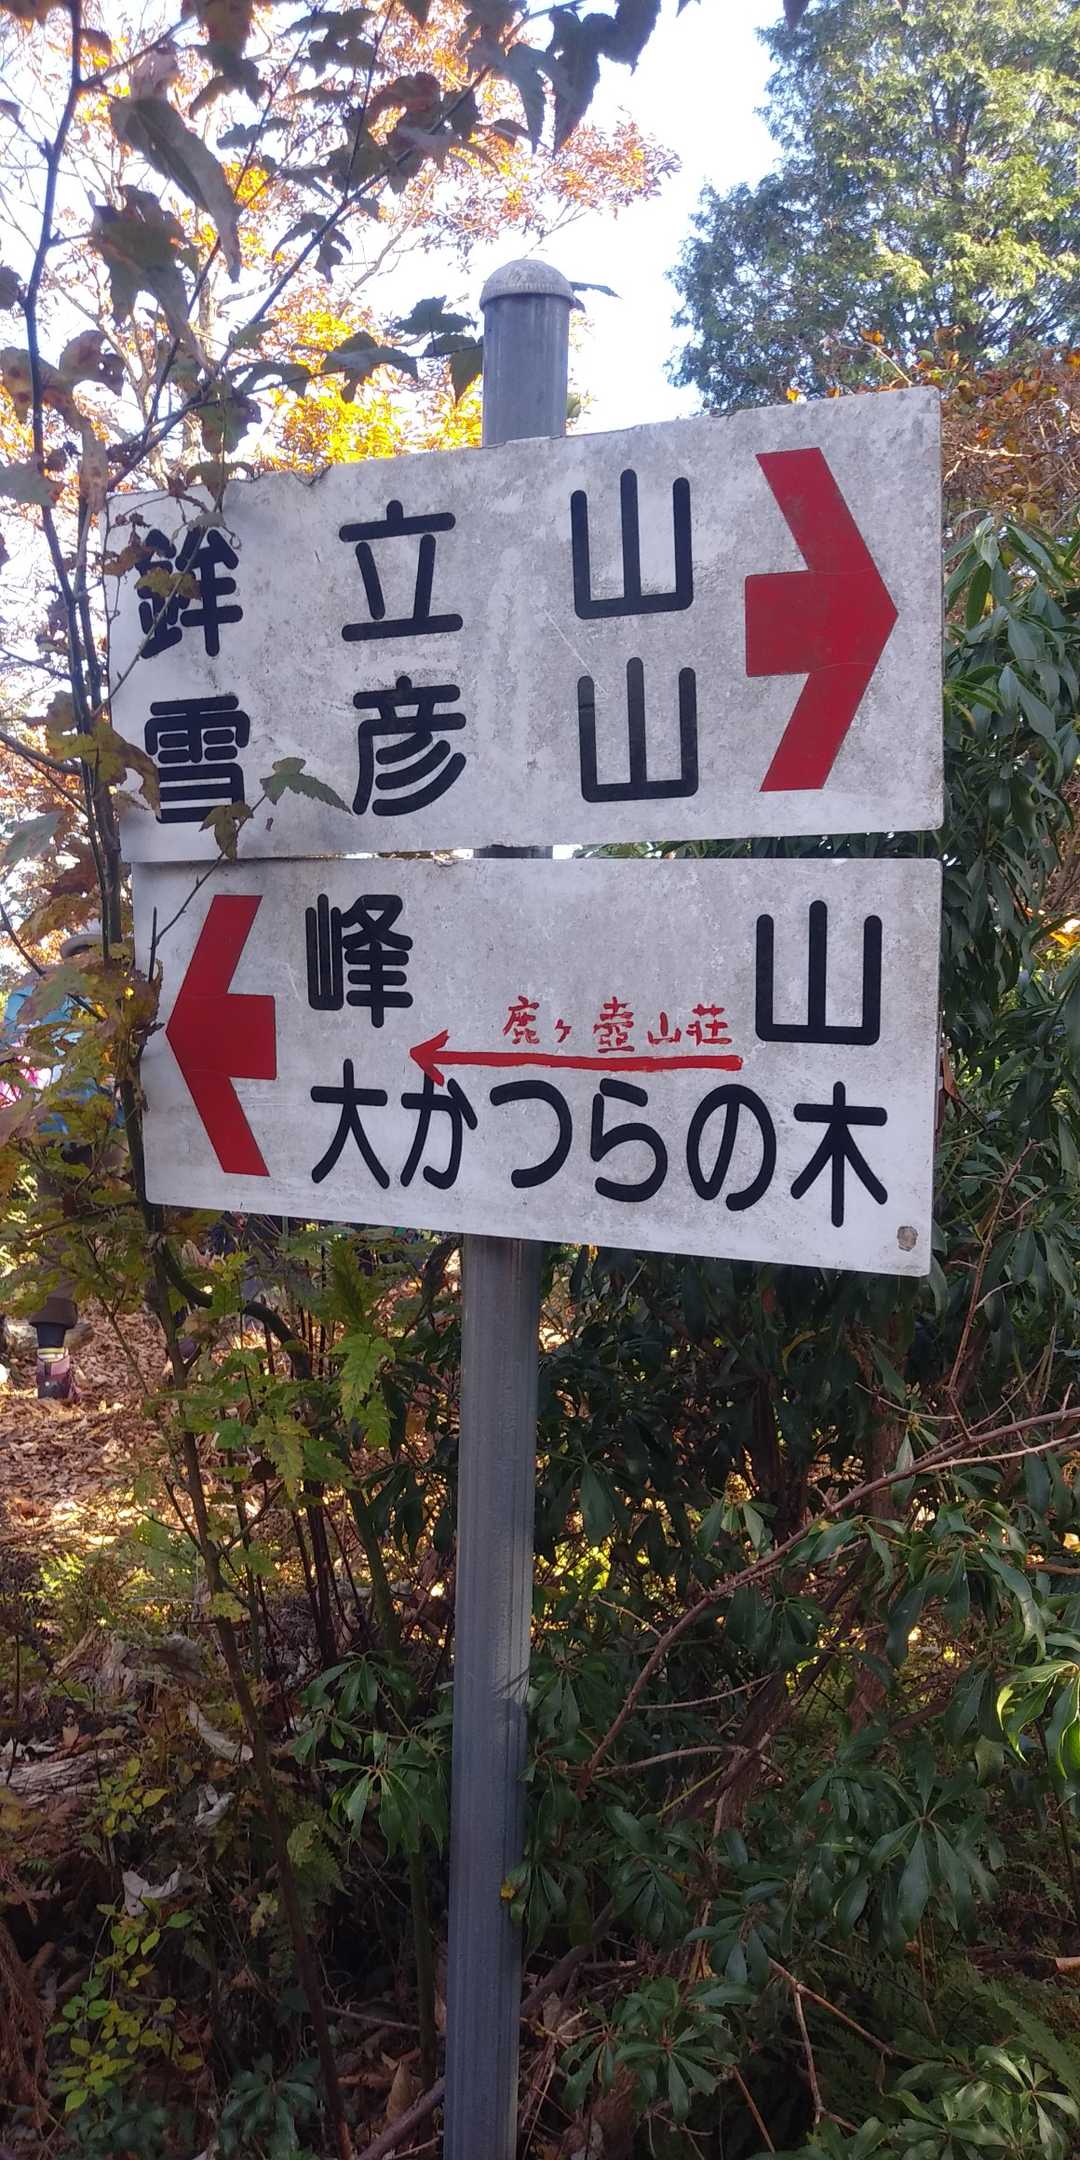 鉾立山
雪彦山
峰山
鹿ヶ壺山荘
大かつらの木